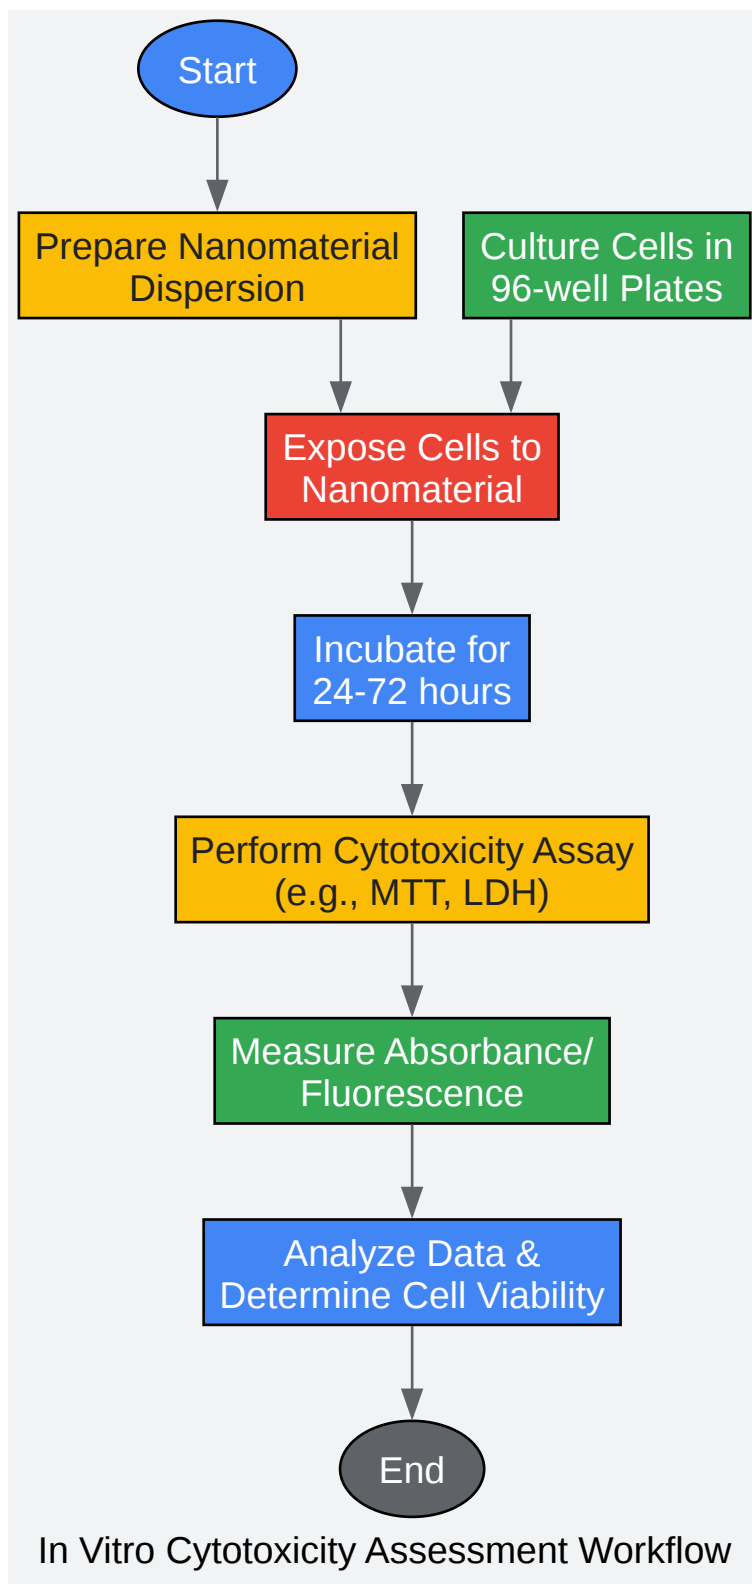 Start
Prepare Nanomaterial
Dispersion
Culture Cells in
96-well Plates
Expose Cells to
Nanomaterial
Incubate for
24-72 hours
Perform Cytotoxicity Assay
(e.g., MTT, LDH)
Measure Absorbance/
Fluorescence
Analyze Data &
Determine Cell Viability
End
In Vitro Cytotoxicity Assessment Workflow